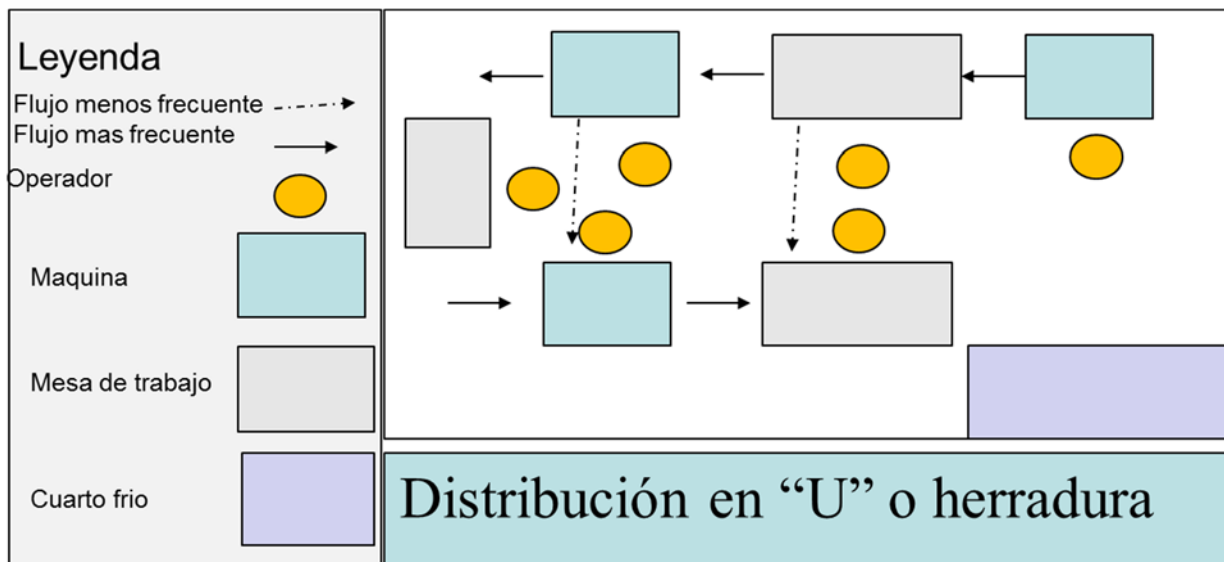 Leyenda
Flujo menos frecuente
Flujo mas frecuente
Operador
Maquina
Mesa de trabajo
Cuarto frio
Distribución en “U” o herradura